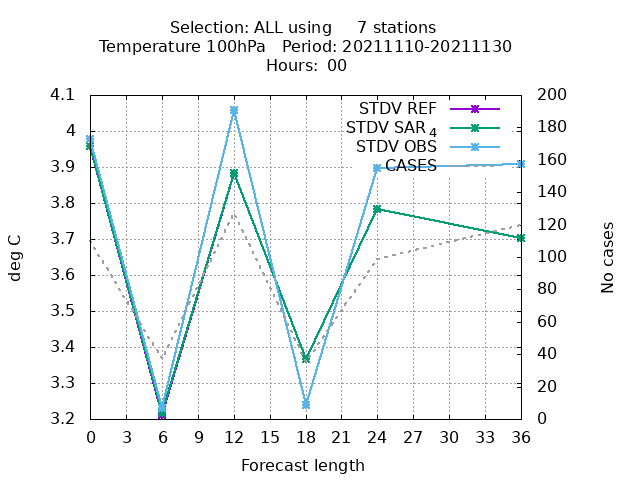 Selection: ALL using 7 stations
Temperature 100hPa Period: 20211110-20211130
Hours: 00
STDV REF
STDV SAR4
STDV OBS
CASES
4.1
4
3.9
3.8
3.7
3.6
3.5
3.4
3.3
3.2
deg C
200
180
160
140
120
100
80
60
40
20
0
No cases
0 3 6 9 12 15 18 21 24 27 30 33 36
Forecast length